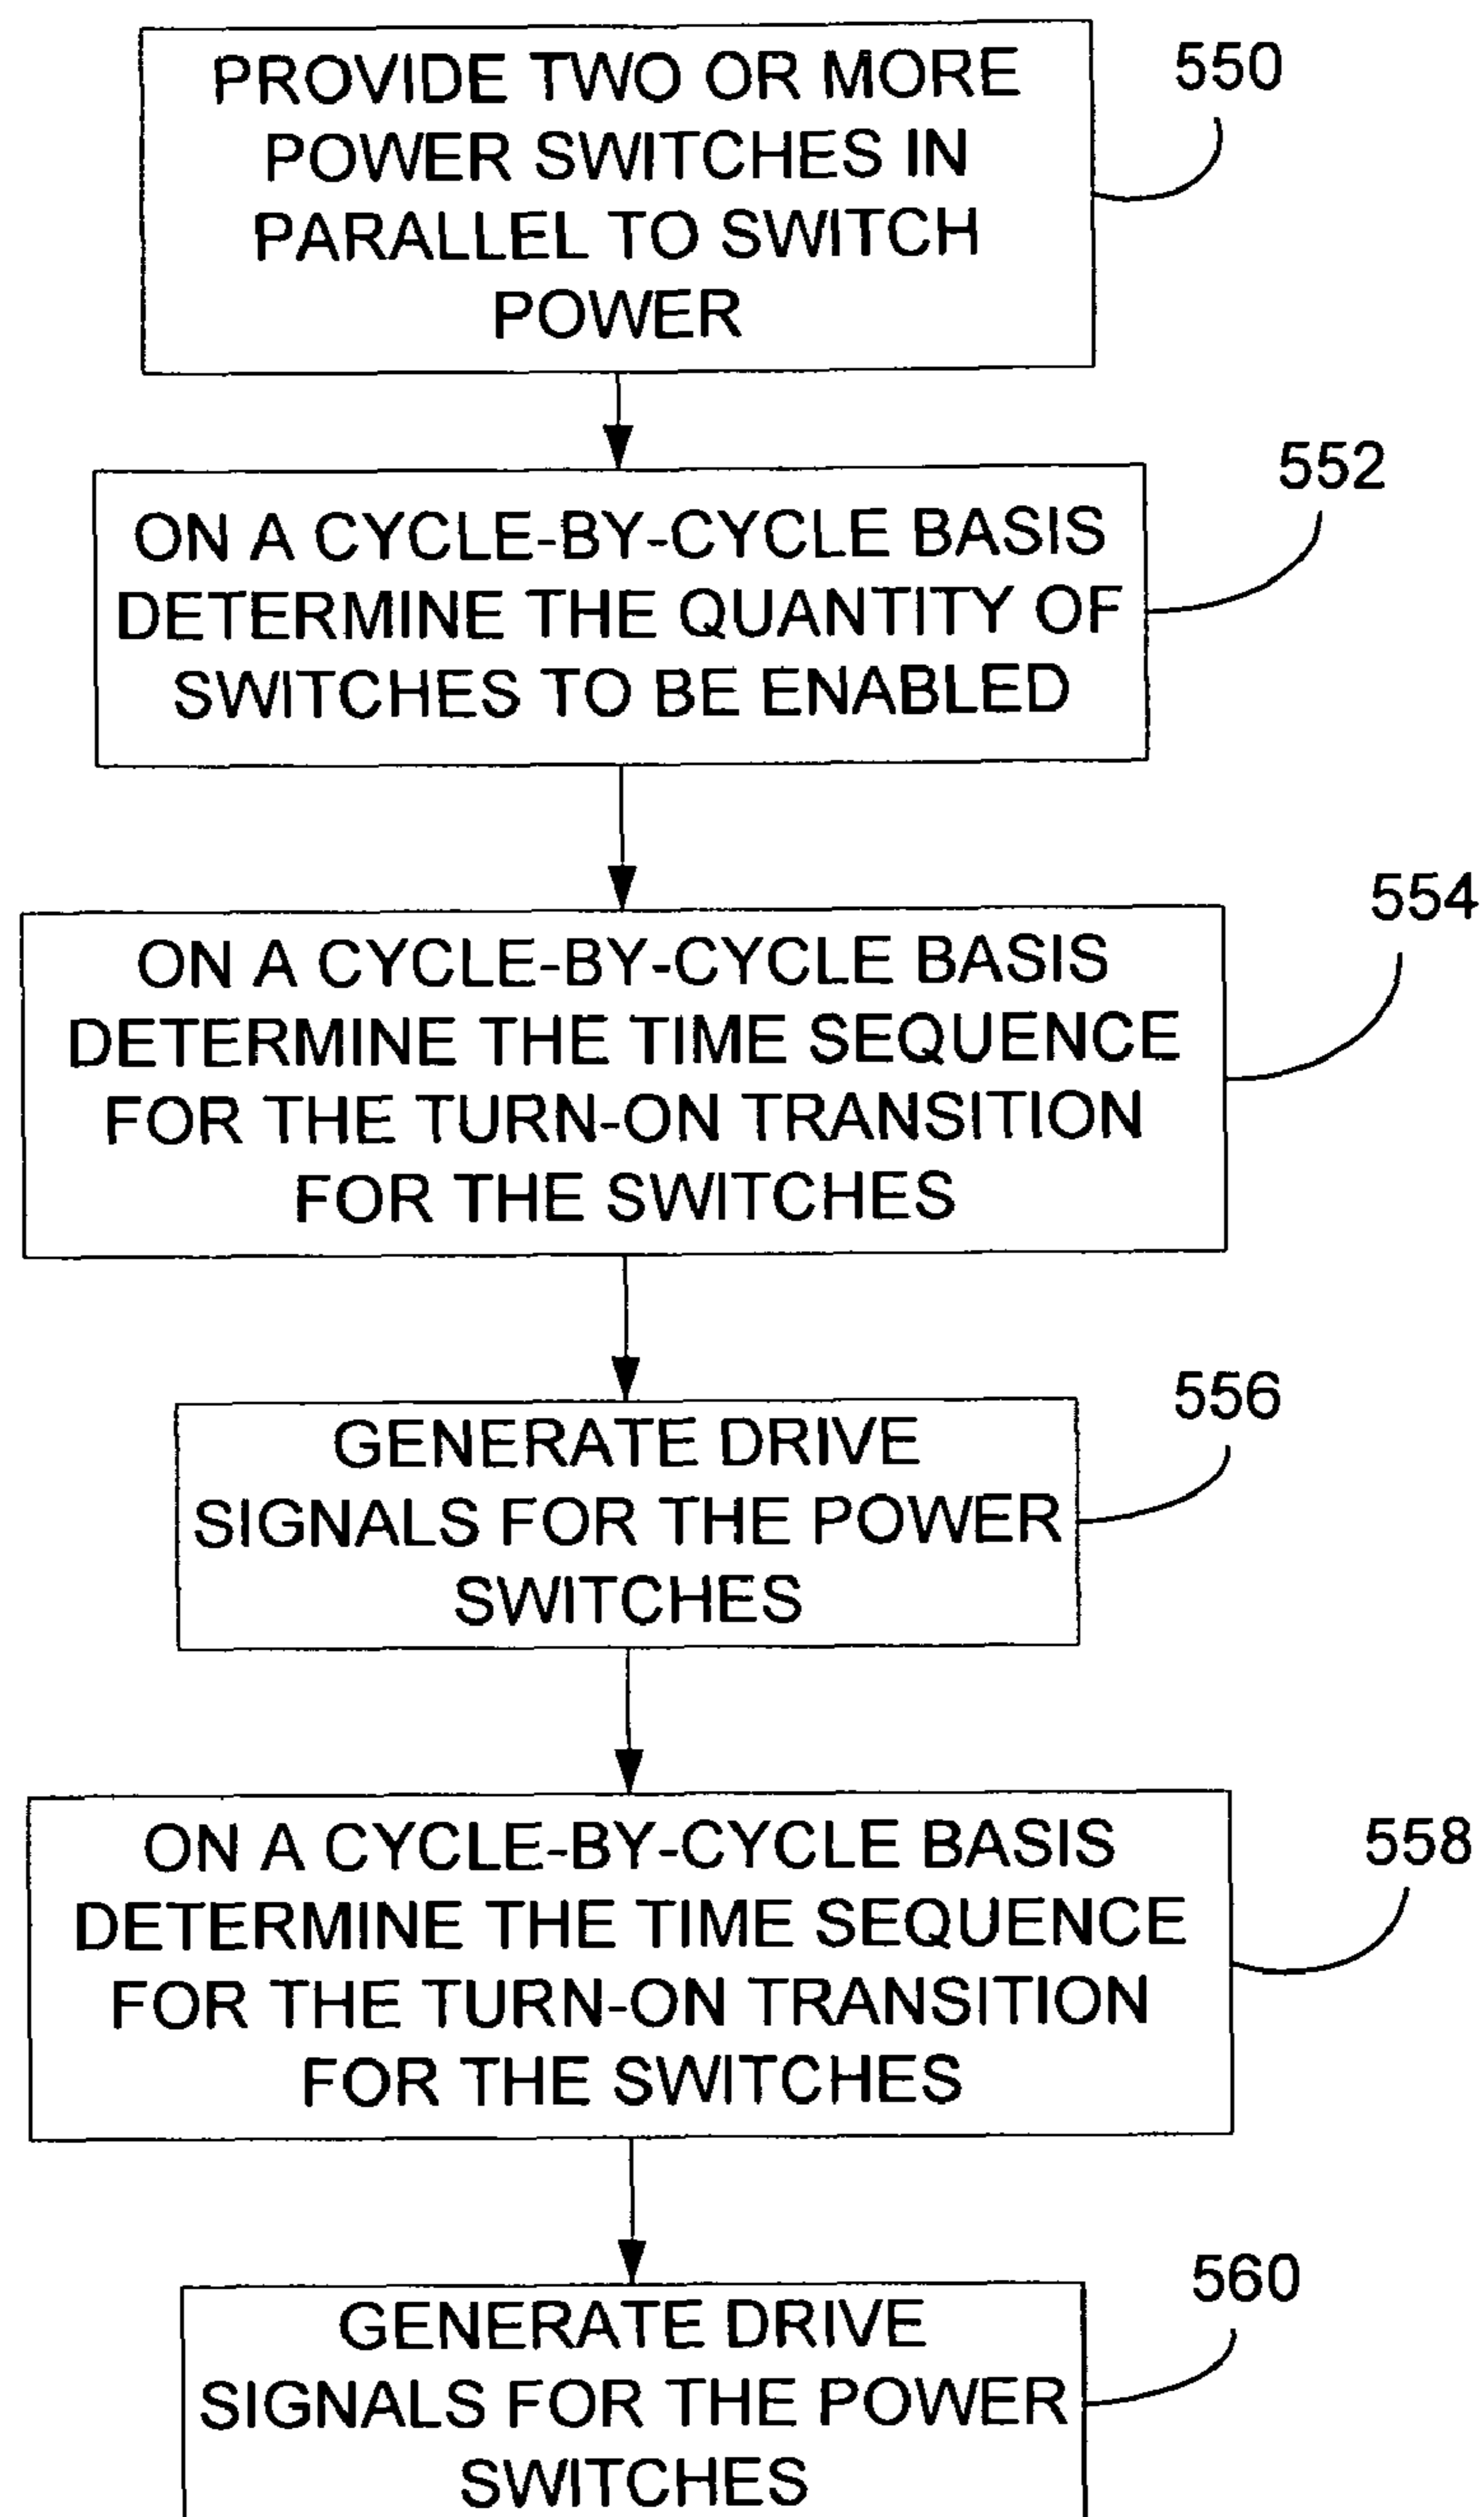 PROVIDE TWO OR MORE
POWER SWITCHES IN
PARALLEL TO SWITCH
POWER
550
ON A CYCLE-BY-CYCLE BASIS
DETERMINE THE QUANTITY OF
SWITCHES TO BE ENABLED
552
ON A CYCLE-BY-CYCLE BASIS
DETERMINE THE TIME SEQUENCE
FOR THE TURN-ON TRANSITION
FOR THE SWITCHES
554
GENERATE DRIVE
SIGNALS FOR THE POWER
SWITCHES
556
ON A CYCLE-BY-CYCLE BASIS
DETERMINE THE TIME SEQUENCE
FOR THE TURN-ON TRANSITION
FOR THE SWITCHES
558
GENERATE DRIVE
SIGNALS FOR THE POWER
SWITCHES
560